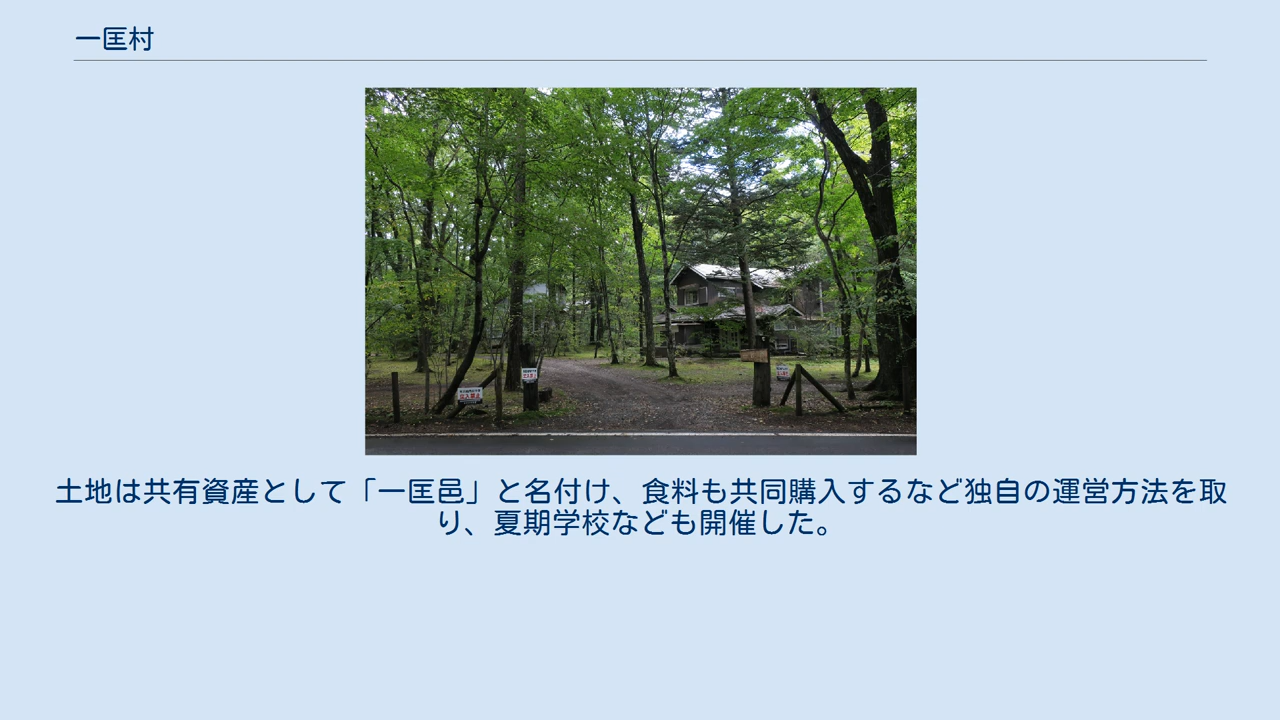 一匡村
土地は共有資産として「一匡邑」と名付け、食料も共同購入するなど独自の運営方法を取
り、夏期学校なども開催した。